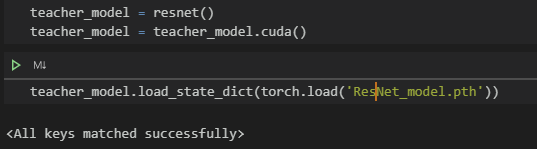 teacher_model = resnet()
teacher_model = teacher_model.cuda()
M↓
teacher_model.load_state_dict(torch.load('ResNet_model.pth'))
<All keys matched successfully>